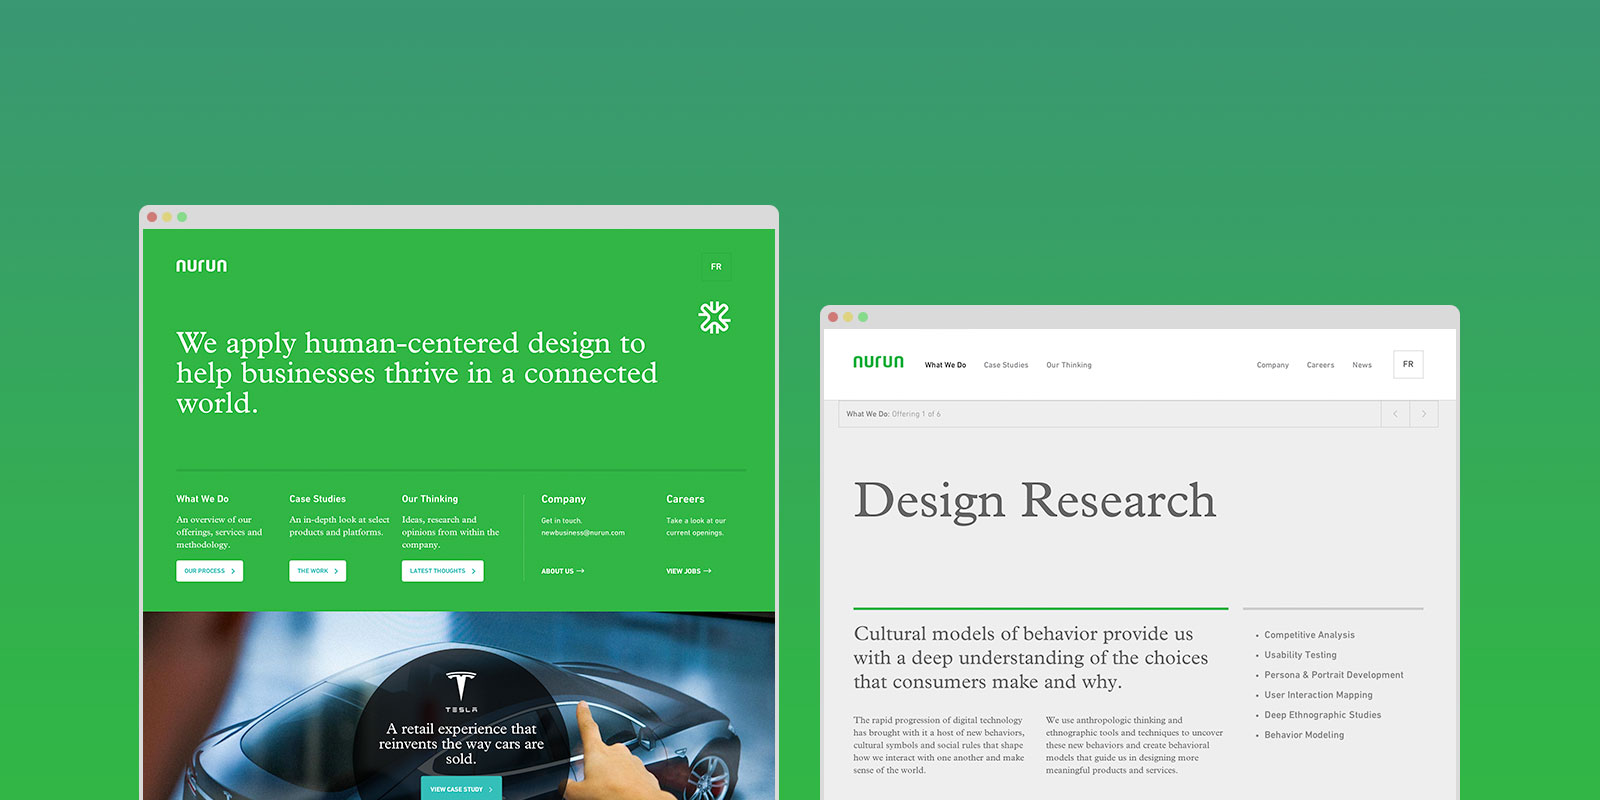 nurun
FR
We apply human-centered design to
help businesses thrive in a connected
world.
What We Do
An overview of our
offerings, services and
methodology.
OUR PROCESS
Case Studies
An in-depth look at select
products and platforms.
THE WORK
Our Thinking
Ideas, research and
opinions from within the
company.
LATEST THOUGHTS
Company
Get in touch.
newbusiness@nurun.com
ABOUT US
Careers
Take a look at our
current openings.
VIEW JOBS
TESLA
A retail experience that
reinvents the way cars are
sold.
VIEW CASE STUDY
nurun
What We Do
Case Studies
Our Thinking
Company
Careers
News
FR
What We Do: Offering 1 of 6
Design Research
Cultural models of behavior provide us
with a deep understanding of the choices
that consumers make and why.
The rapid progression of digital technology
has brought with it a host of new behaviors,
cultural symbols and social rules that shape
how we interact with one another and make
sense of the world.
We use anthropologic thinking and
ethnographic tools and techniques to uncover
these new behaviors and create behavioral
models that guide us in designing more
meaningful products and services.
• Competitive Analysis
• Usability Testing
• Persona & Portrait Development
• User Interaction Mapping
• Deep Ethnographic Studies
• Behavior Modeling